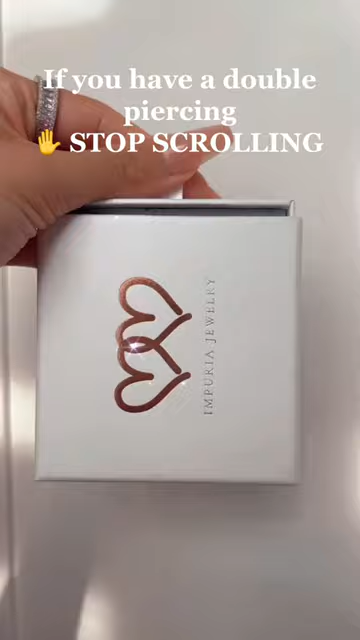 If you have a double
piercing
✋ STOP SCROLLING
IMPURIA JEWELRY